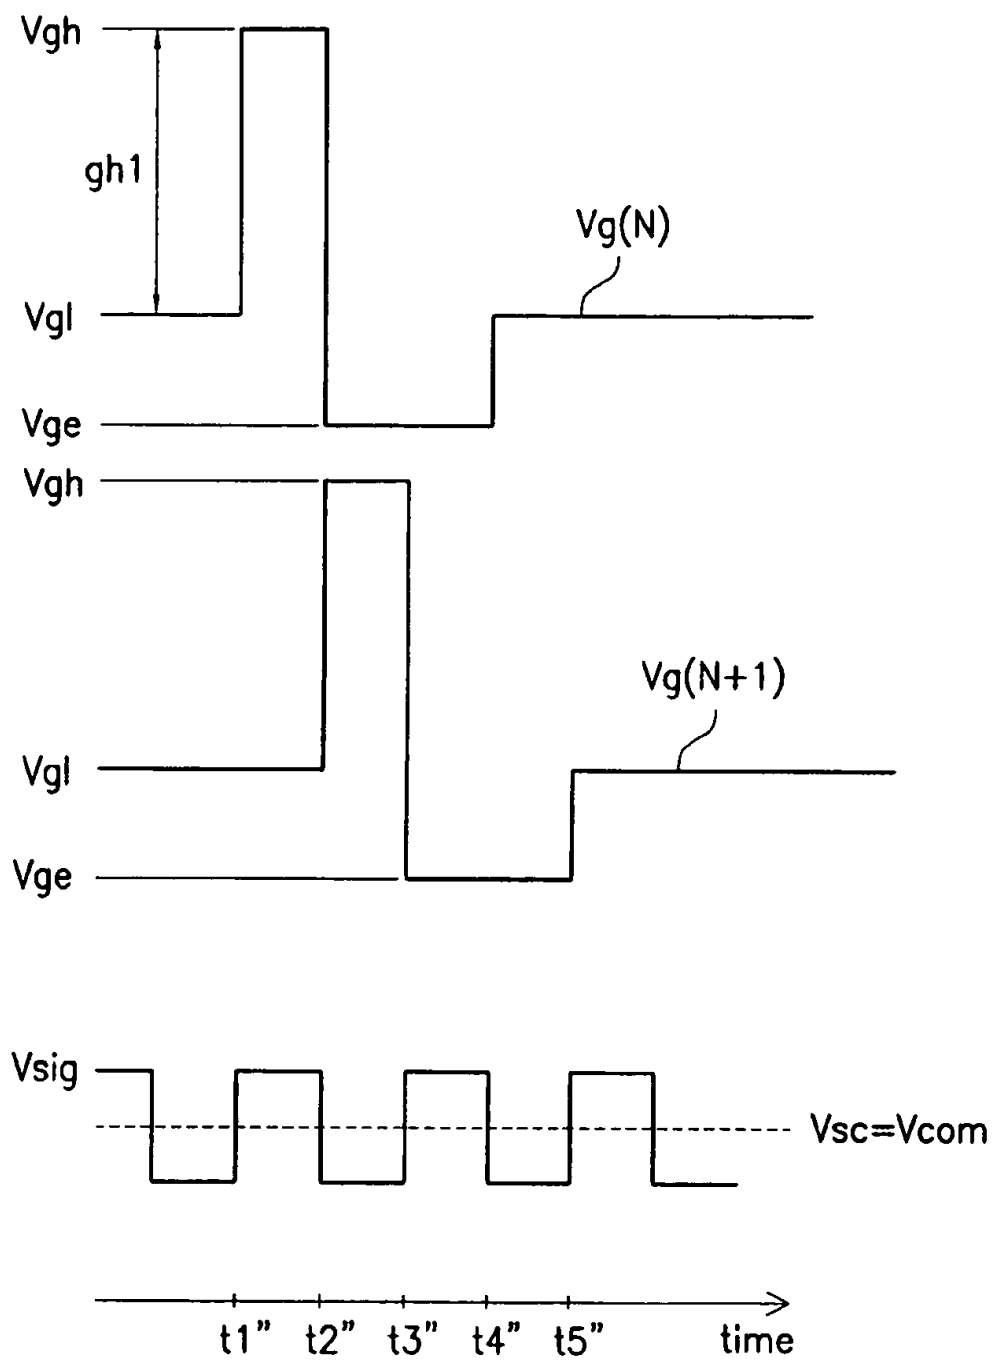 Vgh
gh1
Vg(N)
Vgl
Vge
Vgh
Vg(N+1)
Vgl
Vge
Vsig
Vsc=Vcom
t1" t2" t3" t4" t5" time